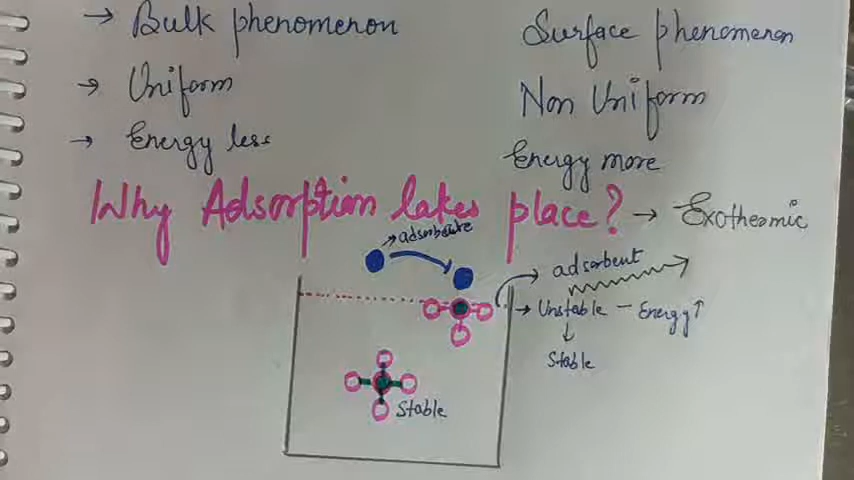 → Bulk phenomenon
Surface phenomenon
→ Uniform
Non Uniform
→ Energy less
Energy more
Why Adsorption takes place? → Exothermic
→ adsorbate
→ adsorbent
→ Unstable – Energy↑
↓
Stable
Stable